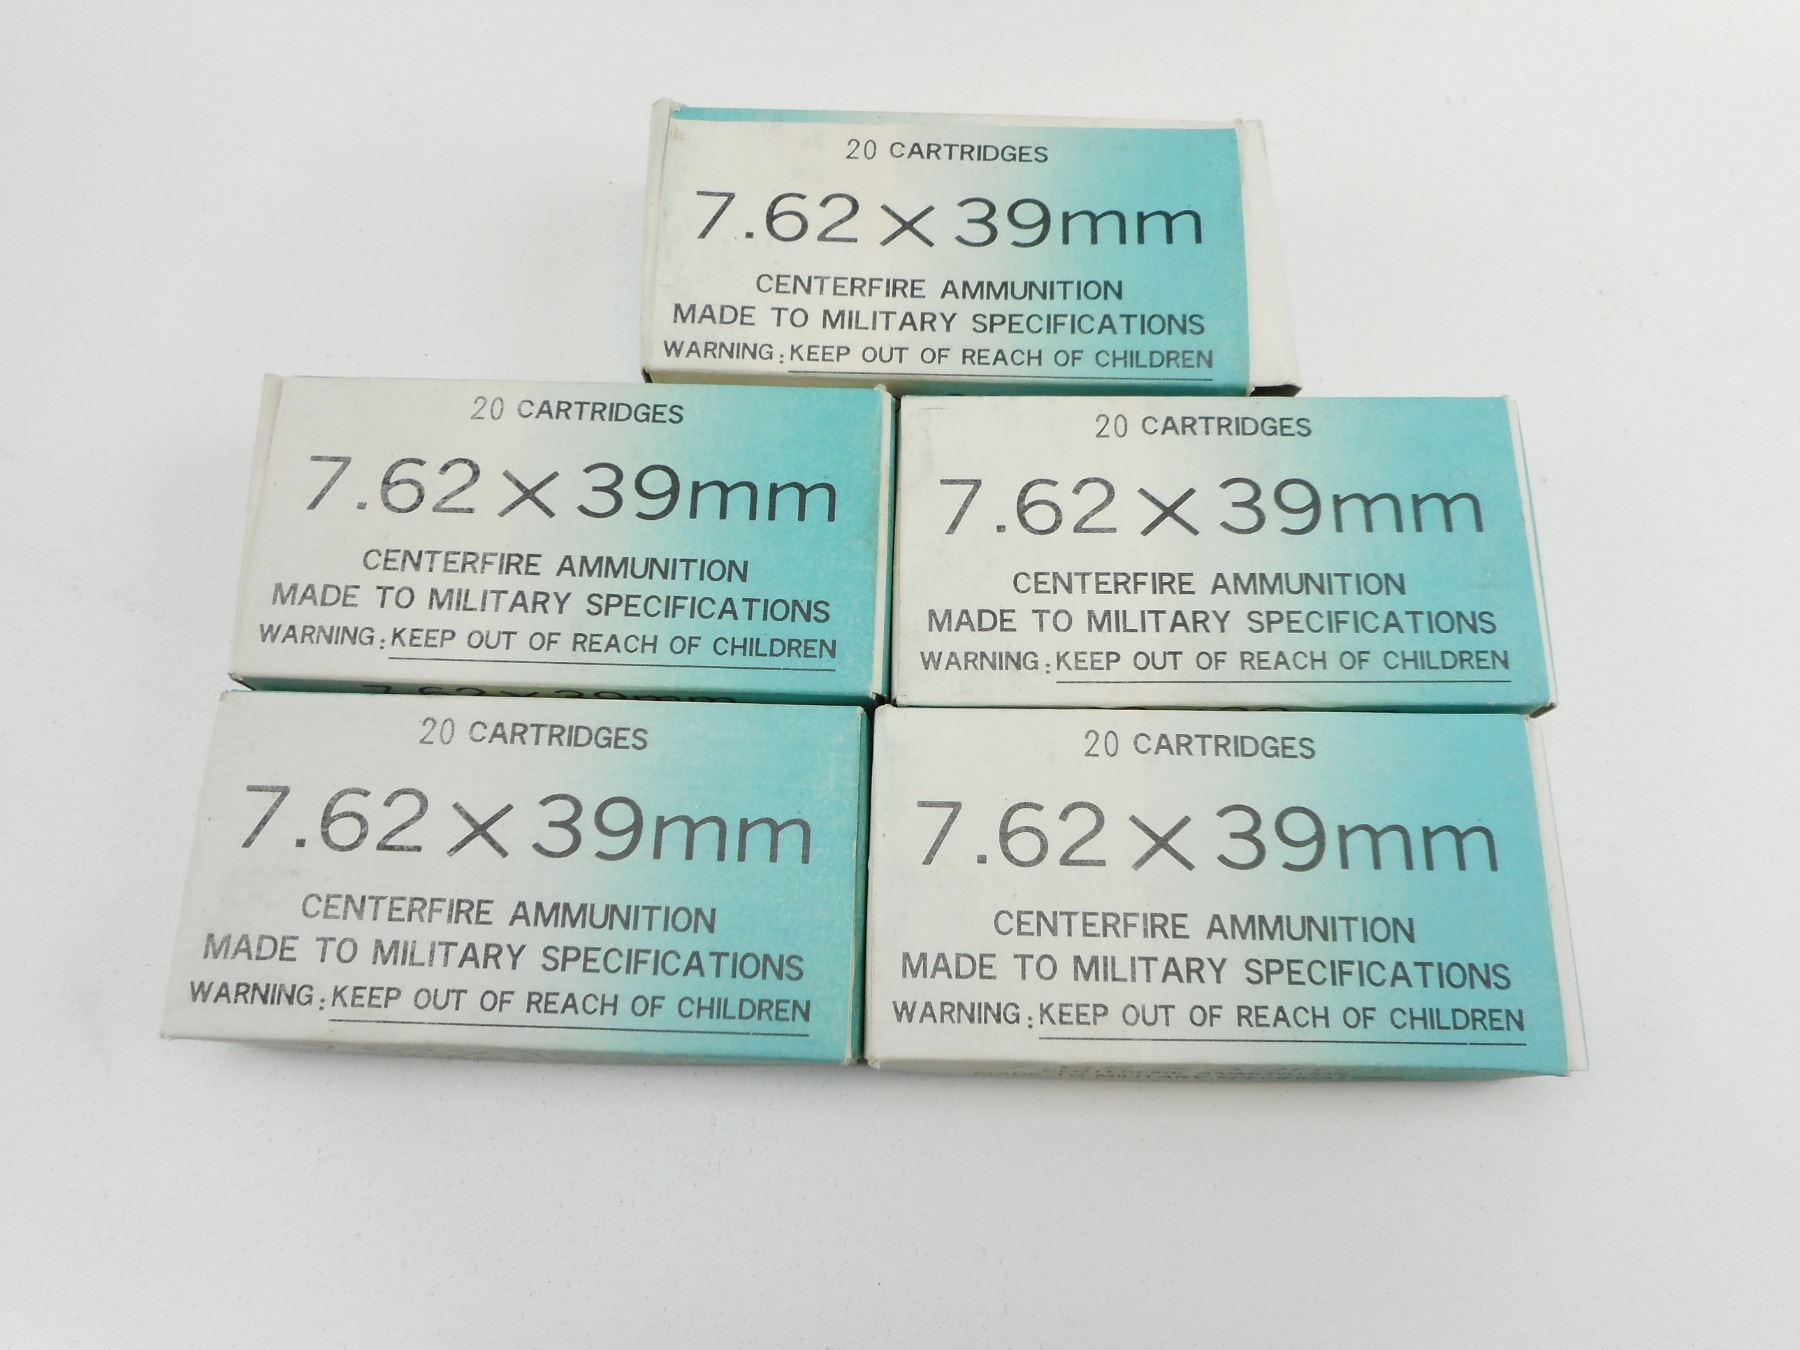 20 CARTRIDGES
7.62×39mm
CENTERFIRE AMMUNITION
MADE TO MILITARY SPECIFICATIONS
WARNING: KEEP OUT OF REACH OF CHILDREN
20 CARTRIDGES
7.62×39mm
CENTERFIRE AMMUNITION
MADE TO MILITARY SPECIFICATIONS
WARNING: KEEP OUT OF REACH OF CHILDREN
20 CARTRIDGES
7.62×39mm
CENTERFIRE AMMUNITION
MADE TO MILITARY SPECIFICATIONS
WARNING: KEEP OUT OF REACH OF CHILDREN
7.62×39mm
20 CARTRIDGES
7.62×39mm
CENTERFIRE AMMUNITION
MADE TO MILITARY SPECIFICATIONS
WARNING: KEEP OUT OF REACH OF CHILDREN
20 CARTRIDGES
7.62×39mm
CENTERFIRE AMMUNITION
MADE TO MILITARY SPECIFICATIONS
WARNING: KEEP OUT OF REACH OF CHILDREN